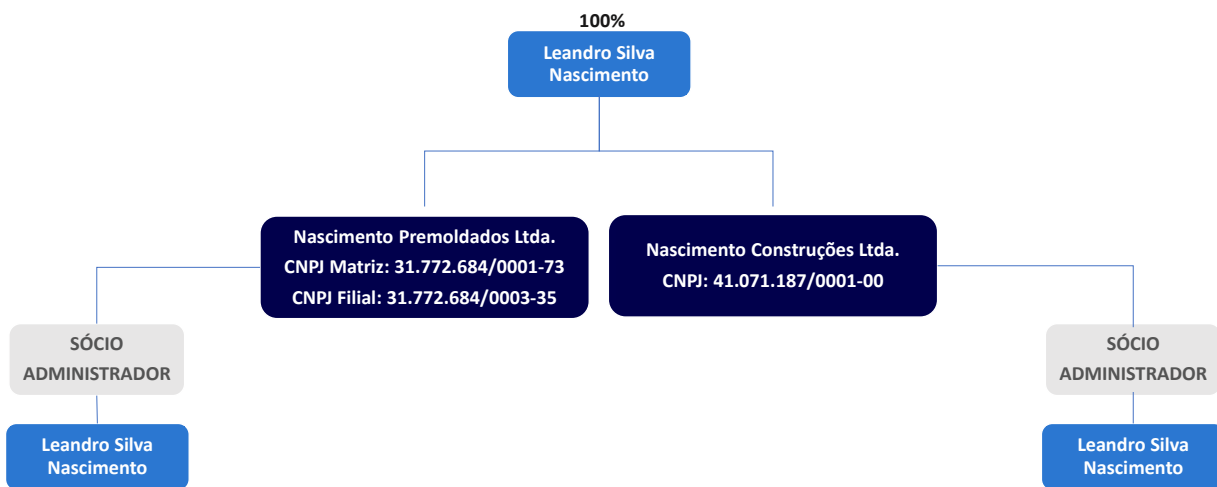 100%
Leandro Silva
Nascimento
Nascimento Premoldados Ltda.
CNPJ Matriz: 31.772.684/0001-73
CNPJ Filial: 31.772.684/0003-35
Nascimento Construções Ltda.
CNPJ: 41.071.187/0001-00
SÓCIO
ADMINISTRADOR
Leandro Silva
Nascimento
SÓCIO
ADMINISTRADOR
Leandro Silva
Nascimento